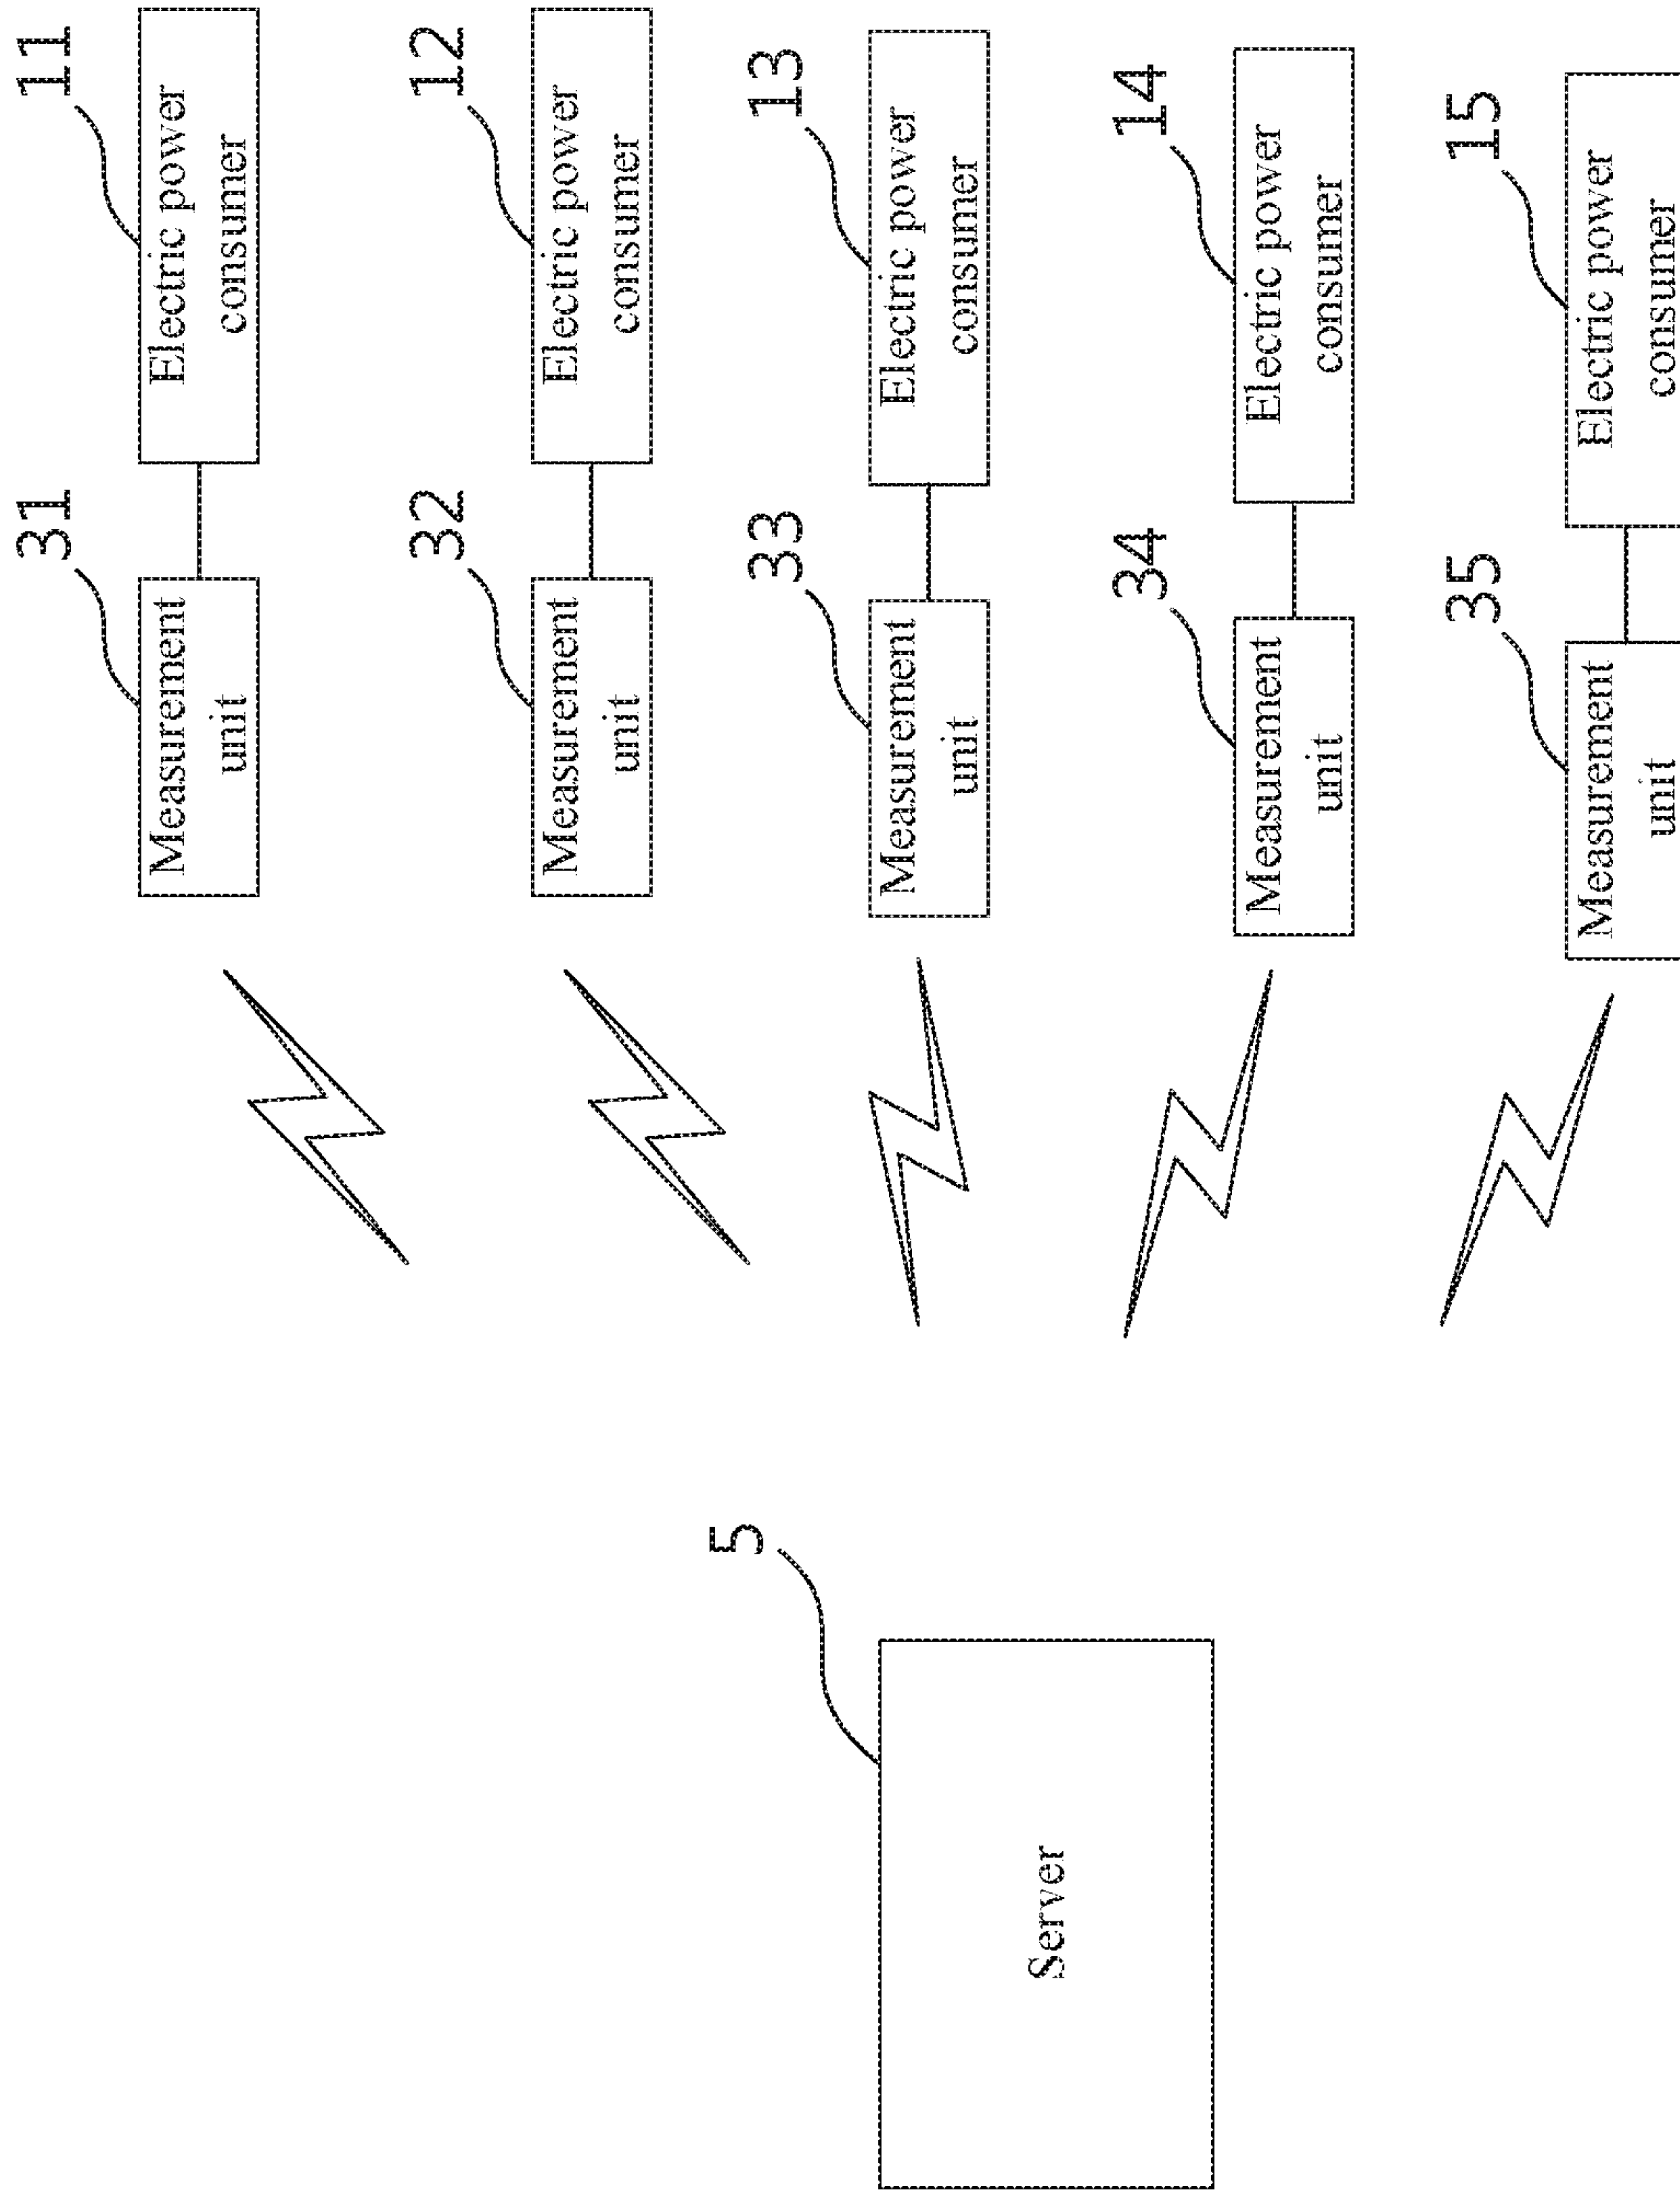 31
11
Measurement
unit
Electric power
consumer
32
12
Measurement
unit
Electric power
consumer
5
33
13
Server
Measurement
unit
Electric power
consumer
34
14
Measurement
unit
Electric power
consumer
35
15
Measurement
unit
Electric power
consumer